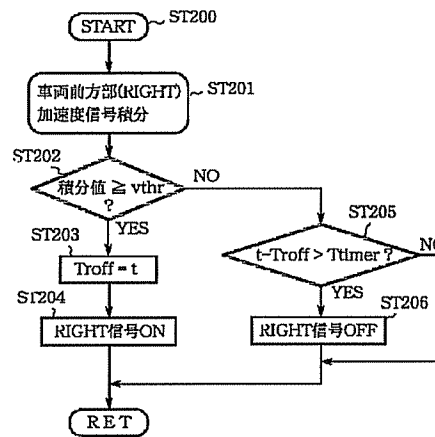 START
ST200
車両前方部(RIGHT)
加速度信号積分
ST201
ST202
積分値 ≧ vthr
?
NO
YES
ST203
Troff = t
ST204
RIGHT信号ON
ST205
t-Troff > Ttimer ?
NO
YES
ST206
RIGHT信号OFF
RET